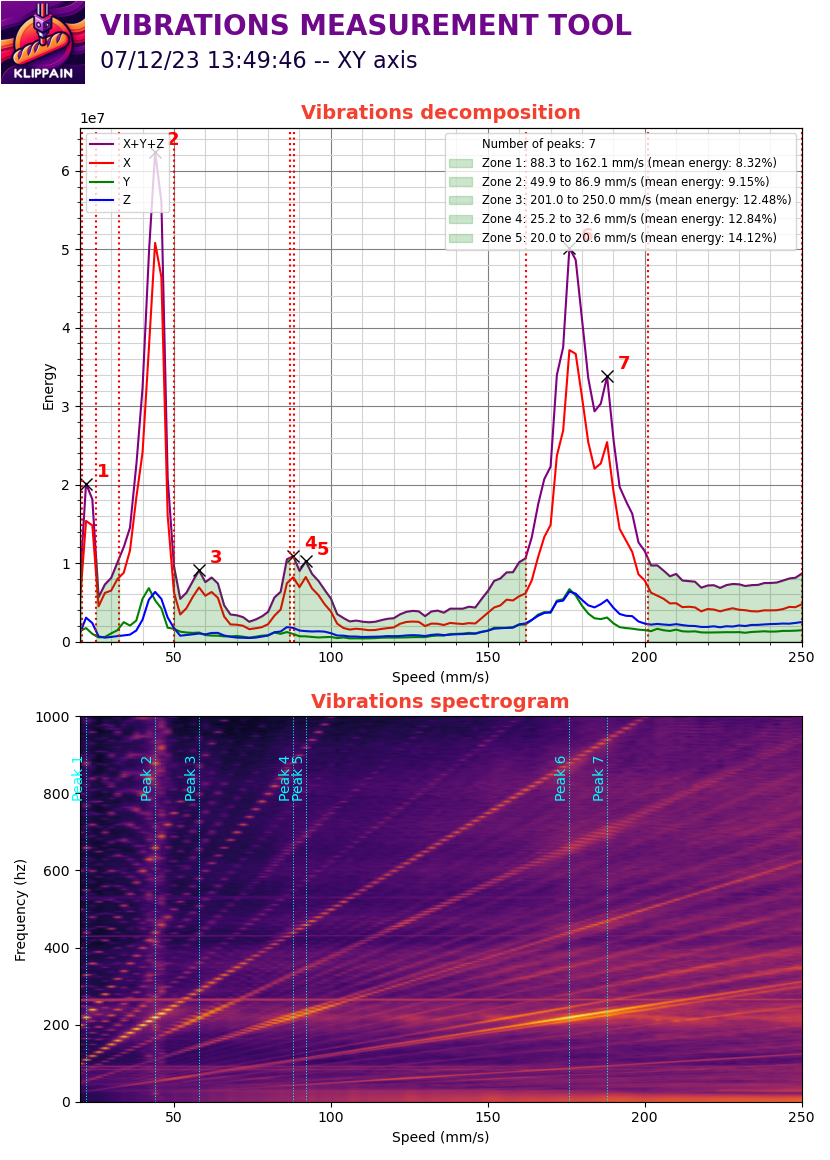 KLIPPAIN
VIBRATIONS MEASUREMENT TOOL
07/12/23 13:49:46 -- XY axis
Vibrations decomposition
1e7
X+Y+Z
X
Y
Z
Number of peaks: 7
Zone 1: 88.3 to 162.1 mm/s (mean energy: 8.32%)
Zone 2: 49.9 to 86.9 mm/s (mean energy: 9.15%)
Zone 3: 201.0 to 250.0 mm/s (mean energy: 12.48%)
Zone 4: 25.2 to 32.6 mm/s (mean energy: 12.84%)
Zone 5: 20.0 to 20.6 mm/s (mean energy: 14.12%)
1
2
3
4
5
6
7
Energy
6
5
4
3
2
1
0
50
100
150
200
250
Speed (mm/s)
Vibrations spectrogram
Peak 1
Peak 2
Peak 3
Peak 4
Peak 5
Peak 6
Peak 7
Frequency (hz)
1000
800
600
400
200
0
50
100
150
200
250
Speed (mm/s)